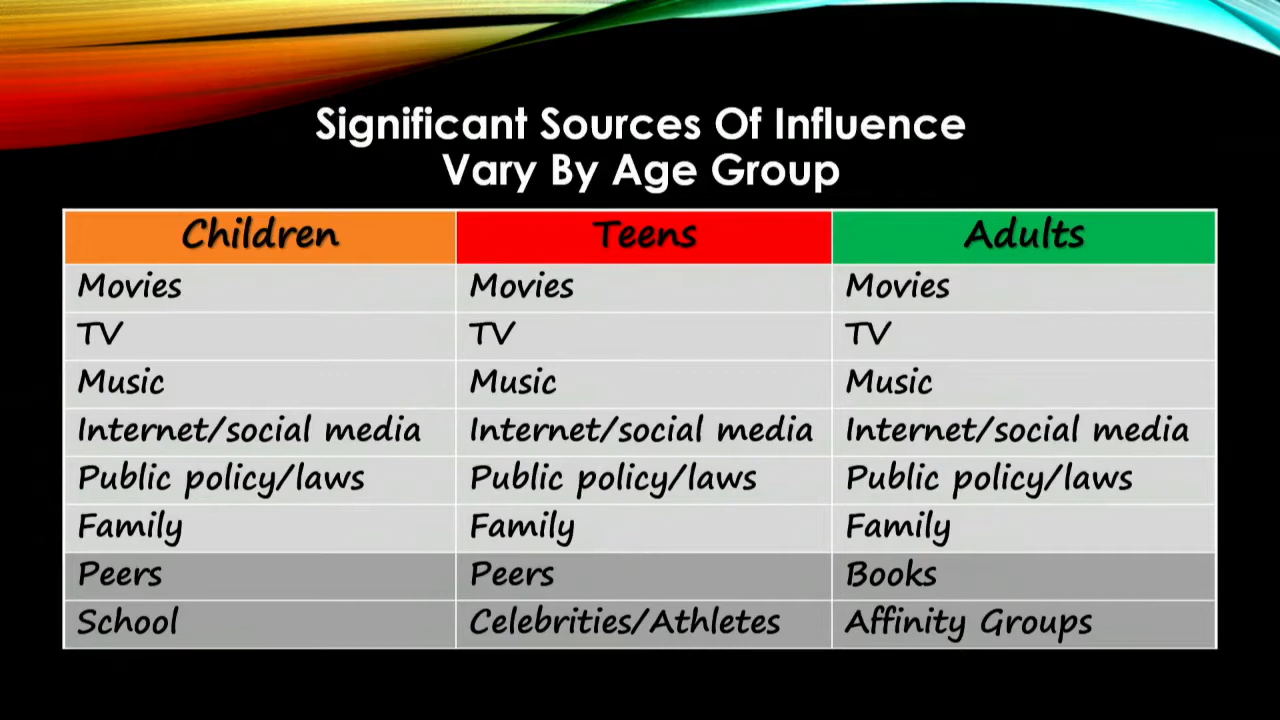 Significant Sources Of Influence
Vary By Age Group
Children Teens Adults
Movies Movies Movies
TV TV TV
Music Music Music
Internet/social media Internet/social media Internet/social media
Public policy/laws Public policy/laws Public policy/laws
Family Family Family
Peers Peers Books
School Celebrities/Athletes Affinity Groups